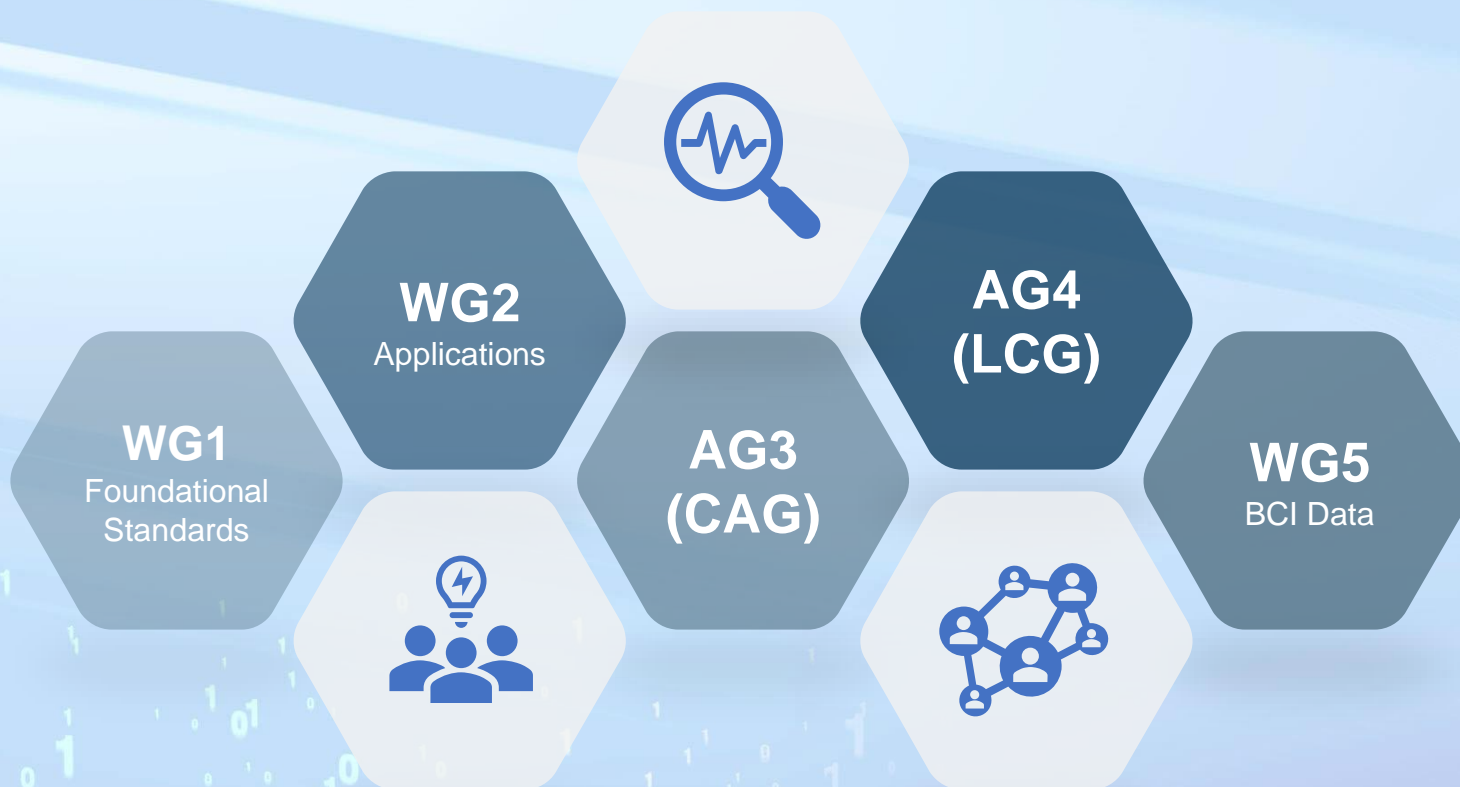 WG1
Foundational
Standards
WG2
Applications
AG3
(CAG)
AG4
(LCG)
WG5
BCI Data